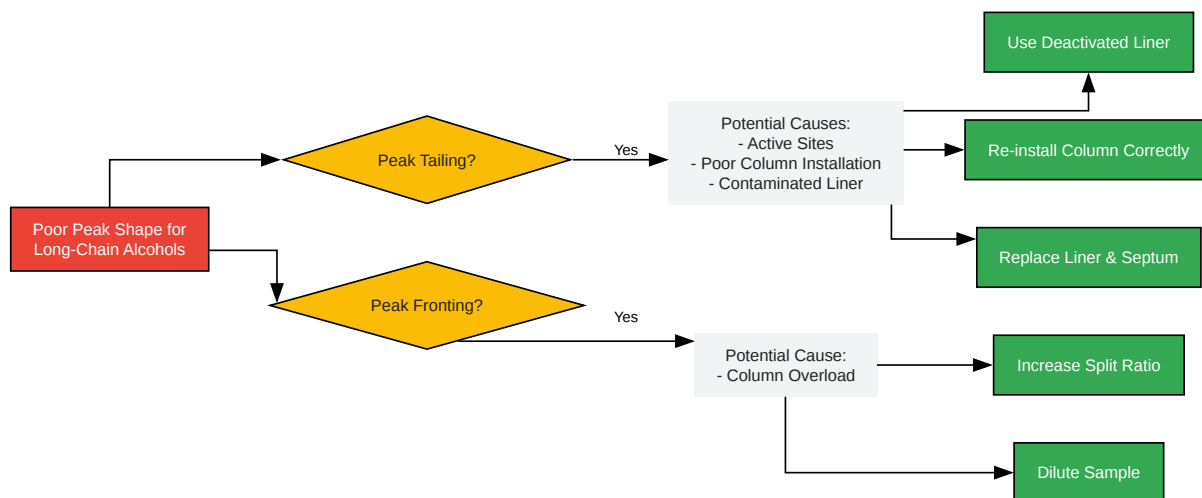 Use Deactivated Liner
Potential Causes:
- Active Sites
- Poor Column Installation
- Contaminated Liner
Peak Tailing?
Yes
Re-install Column Correctly
Poor Peak Shape for
Long-Chain Alcohols
Replace Liner & Septum
Peak Fronting?
Yes
Potential Cause:
- Column Overload
Increase Split Ratio
Dilute Sample